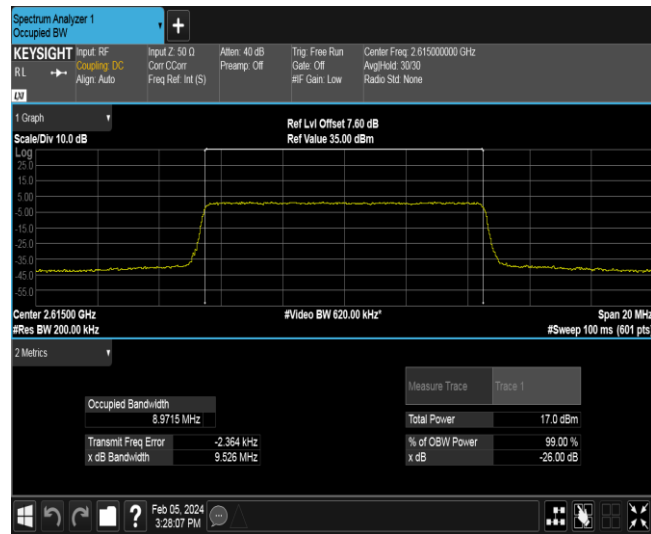 Spectrum Analyzer 1
Occupied BW
+
KEYSIGHT
RL
LXI
Input: RF
Coupling: DC
Align: Auto
Input Z: 50 Ω
Corr CCorr
Freq Ref: Int (S)
Atten: 40 dB
Preamp: Off
Trig: Free Run
Gate: Off
#IF Gain: Low
Center Freq: 2.615000000 GHz
Avg|Hold: 30/30
Radio Std: None
1 Graph
Scale/Div 10.0 dB
Ref Lvl Offset 7.60 dB
Ref Value 35.00 dBm
Log
25.0
15.0
5.00
-5.00
-15.0
-25.0
-35.0
-45.0
-55.0
Center 2.61500 GHz
#Res BW 200.00 kHz
#Video BW 620.00 kHz*
Span 20 MHz
#Sweep 100 ms (601 pts)
2 Metrics
Measure Trace Trace 1
Occupied Bandwidth
8.9715 MHz
Total Power 17.0 dBm
Transmit Freq Error -2.364 kHz
% of OBW Power 99.00 %
x dB Bandwidth 9.526 MHz
x dB -26.00 dB
?
Feb 05, 2024
3:28:07 PM